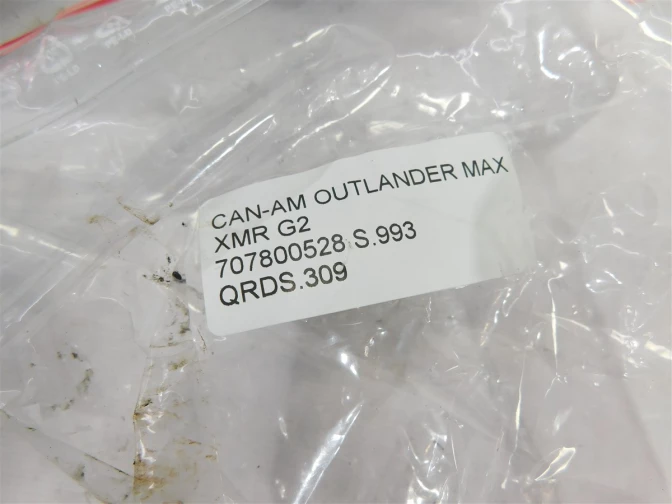 CAN-AM OUTLANDER MAX
XMR G2
707800528 S.993
QRDS.309